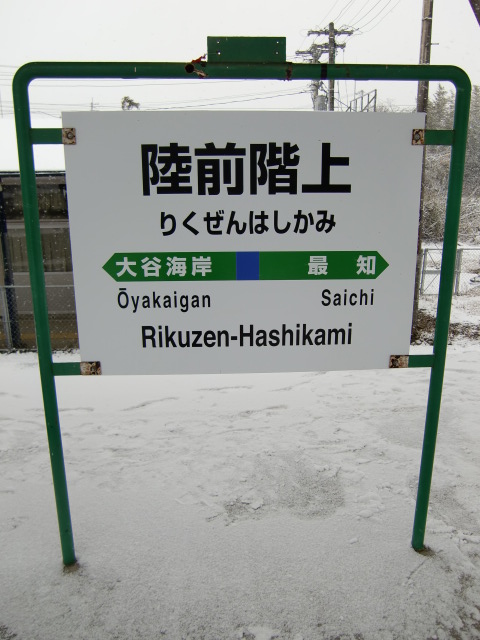 陸前階上
りくぜんはしかみ
大谷海岸 最知
Ōyakaigan Saichi
Rikuzen-Hashikami